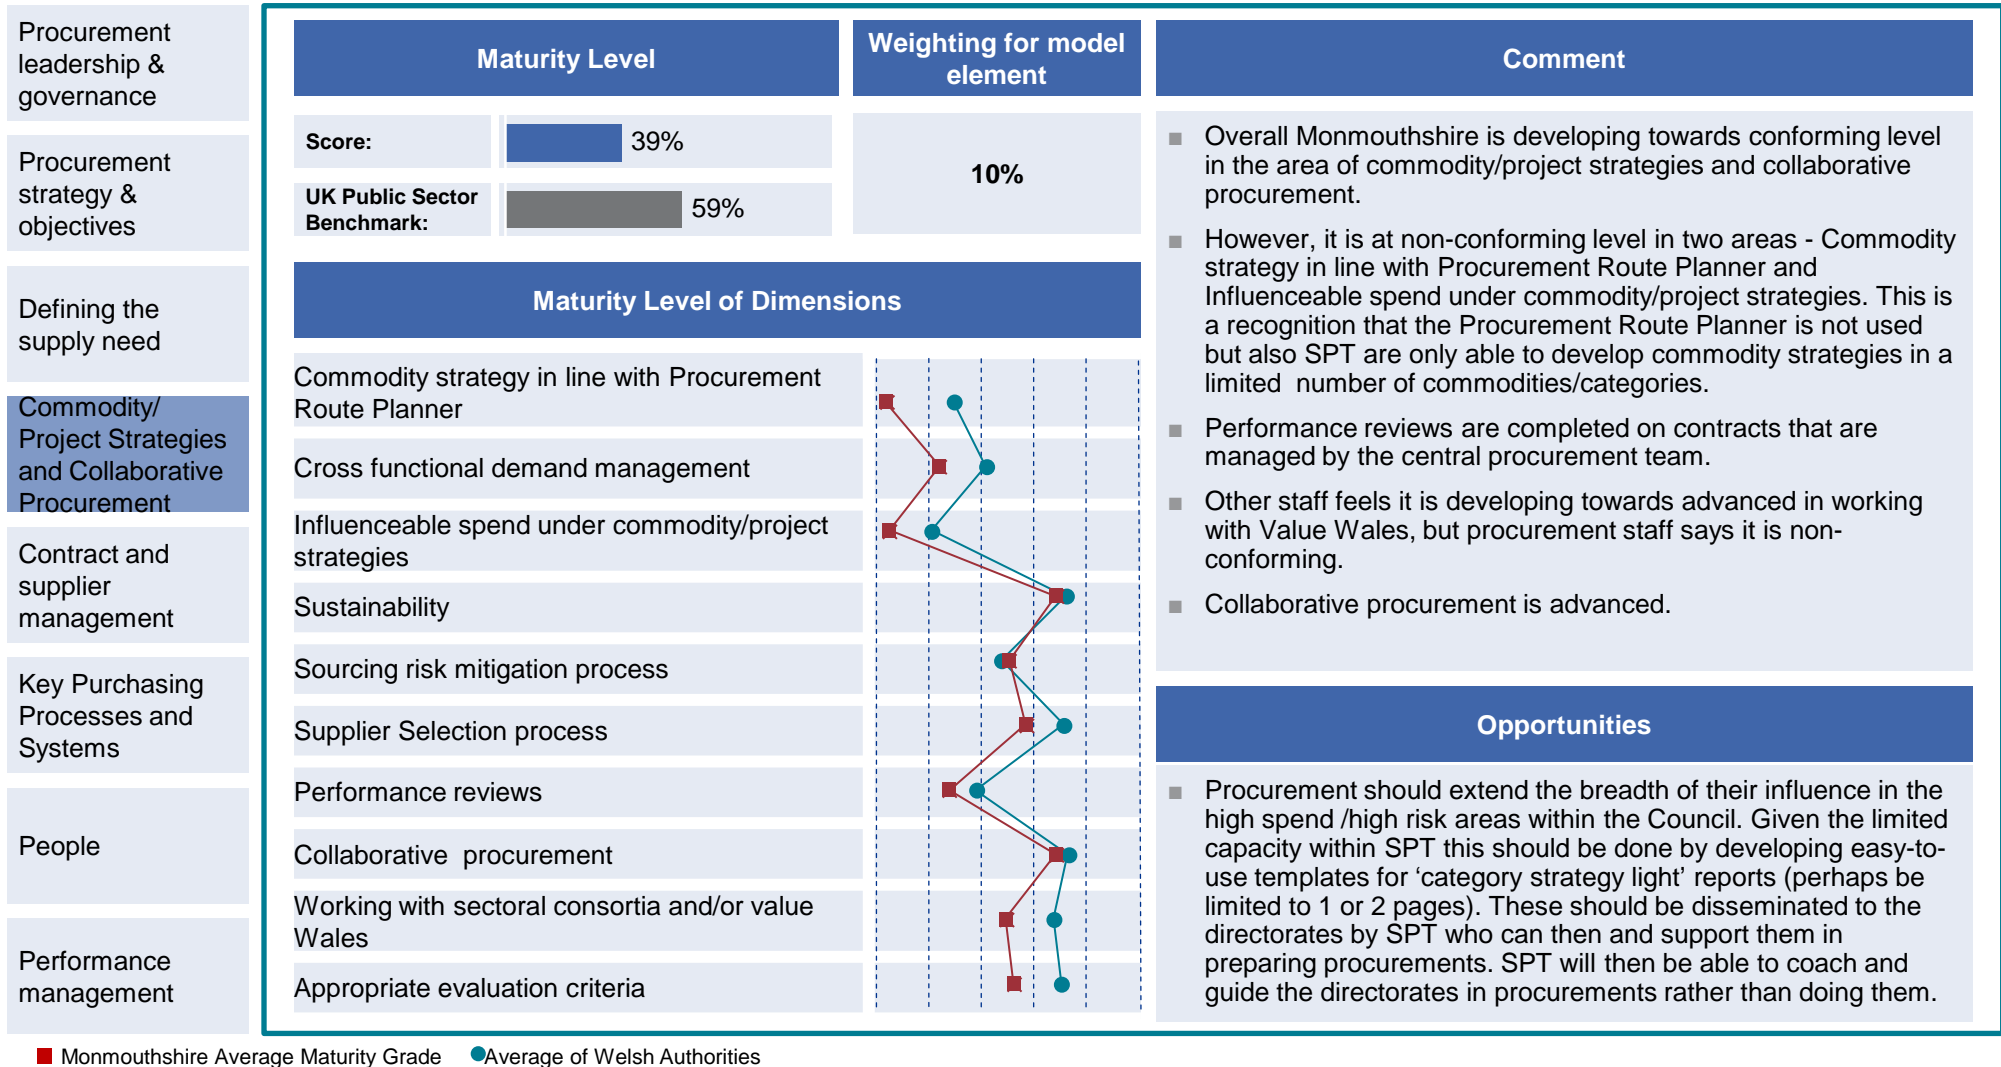 Procurement
leadership &
governance
Procurement
strategy &
objectives
Defining the
supply need
Commodity/
Project Strategies
and Collaborative
Procurement
Contract and
supplier
management
Key Purchasing
Processes and
Systems
People
Performance
management
Maturity Level
Score:
39%
UK Public Sector
Benchmark:
59%
Weighting for model
element
10%
Maturity Level of Dimensions
Commodity strategy in line with Procurement
Route Planner
Cross functional demand management
Influenceable spend under commodity/project
strategies
Sustainability
Sourcing risk mitigation process
Supplier Selection process
Performance reviews
Collaborative  procurement
Working with sectoral consortia and/or value
Wales
Appropriate evaluation criteria
Comment
■ Overall Monmouthshire is developing towards conforming level
in the area of commodity/project strategies and collaborative
procurement.
■ However, it is at non-conforming level in two areas - Commodity
strategy in line with Procurement Route Planner and
Influenceable spend under commodity/project strategies. This is
a recognition that the Procurement Route Planner is not used
but also SPT are only able to develop commodity strategies in a
limited  number of commodities/categories.
■ Performance reviews are completed on contracts that are
managed by the central procurement team.
■ Other staff feels it is developing towards advanced in working
with Value Wales, but procurement staff says it is non-
conforming.
■ Collaborative procurement is advanced.
Opportunities
■ Procurement should extend the breadth of their influence in the
high spend /high risk areas within the Council. Given the limited
capacity within SPT this should be done by developing easy-to-
use templates for ‘category strategy light’ reports (perhaps be
limited to 1 or 2 pages). These should be disseminated to the
directorates by SPT who can then and support them in
preparing procurements. SPT will then be able to coach and
guide the directorates in procurements rather than doing them.
Monmouthshire Average Maturity Grade
Average of Welsh Authorities